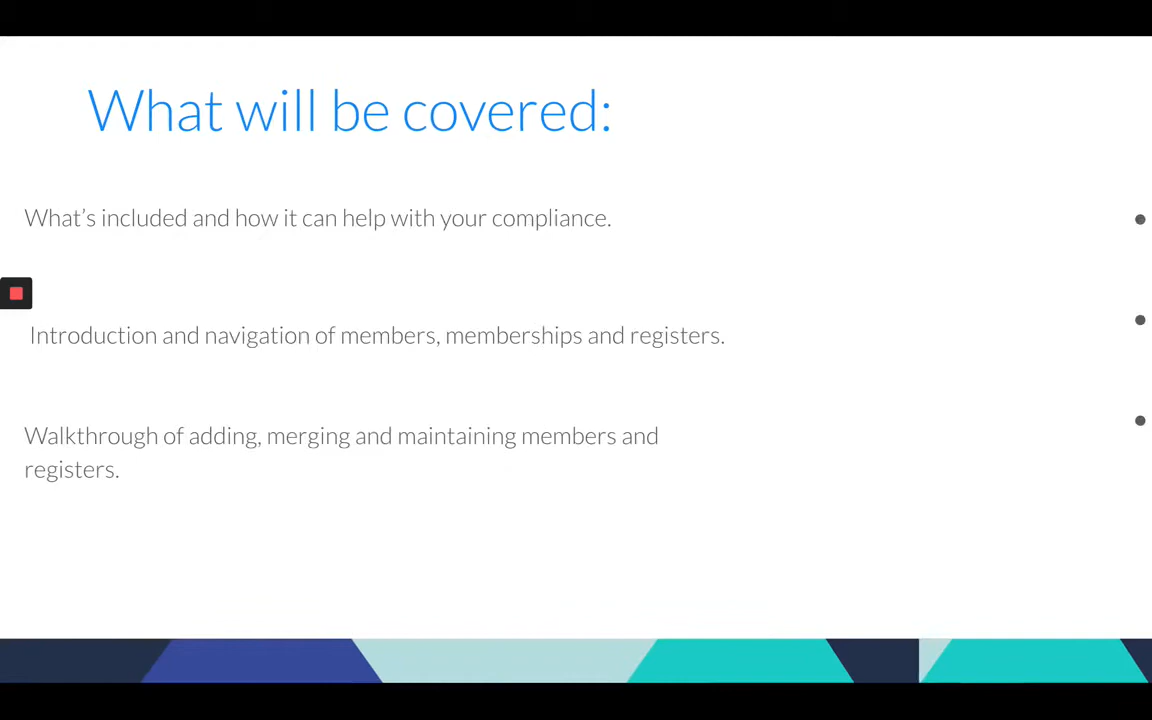 What will be covered:
What’s included and how it can help with your compliance.
Introduction and navigation of members, memberships and registers.
Walkthrough of adding, merging and maintaining members and
registers.